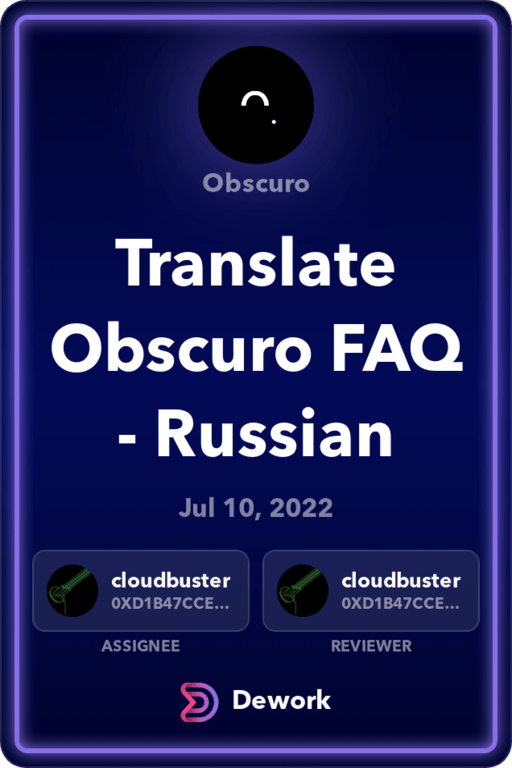 Obscuro
Translate
Obscuro FAQ
- Russian
Jul 10, 2022
cloudbuster
0XD1B47CCE...
ASSIGNEE
cloudbuster
0XD1B47CCE...
REVIEWER
Dework